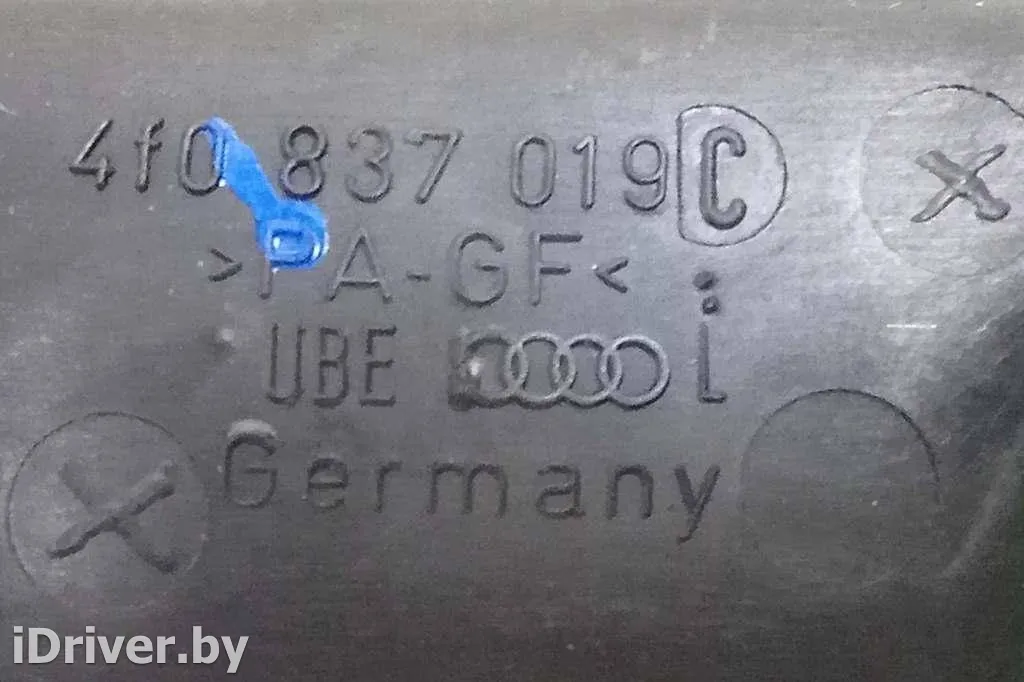 4f0 837 019 C
>PA-GF<
UBE i
Germany
iDriver.by